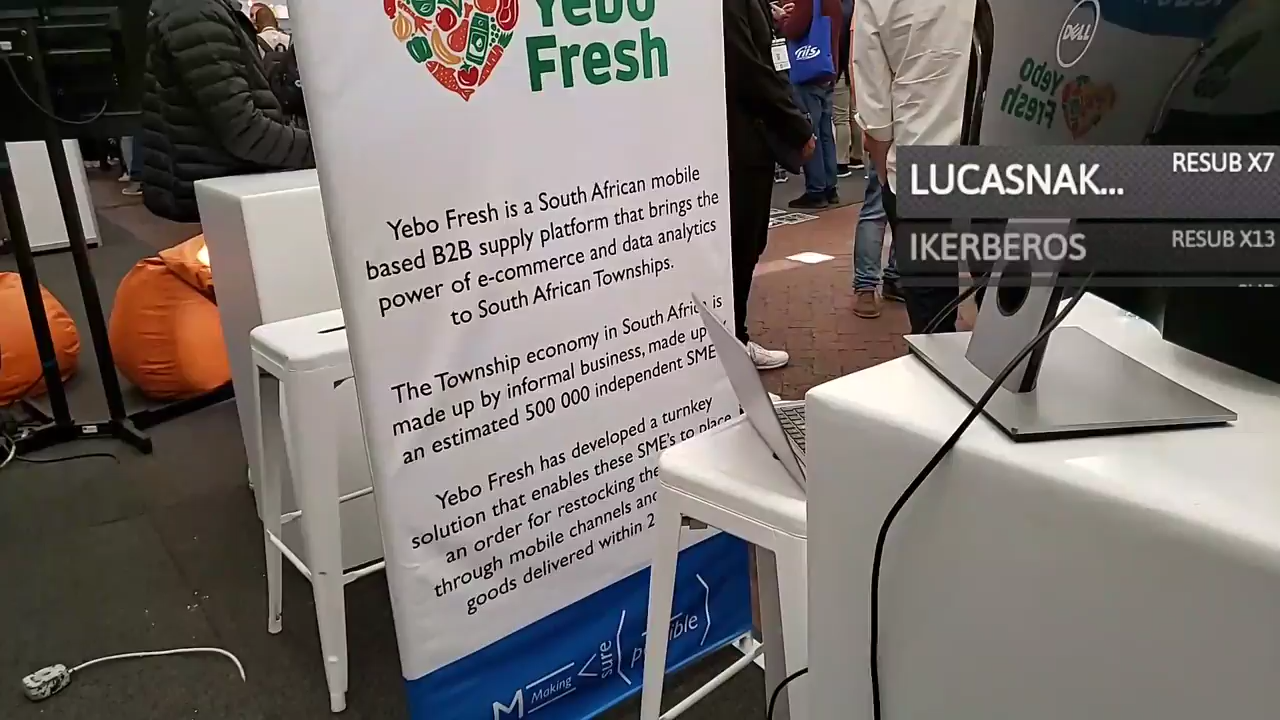 Yebo
Fresh
Yebo Fresh is a South African mobile
based B2B supply platform that brings the
power of e-commerce and data analytics
to South African Townships.
The Township economy in South Africa is
made up by informal business, made up
an estimated 500 000 independent SME
Yebo Fresh has developed a turnkey
solution that enables these SME's to place
an order for restocking the
through mobile channels and
goods delivered within 2
Making
sure
DELL
Yebo
Fresh
LUCASNAK...
RESUB X7
IKERBEROS
RESUB X13